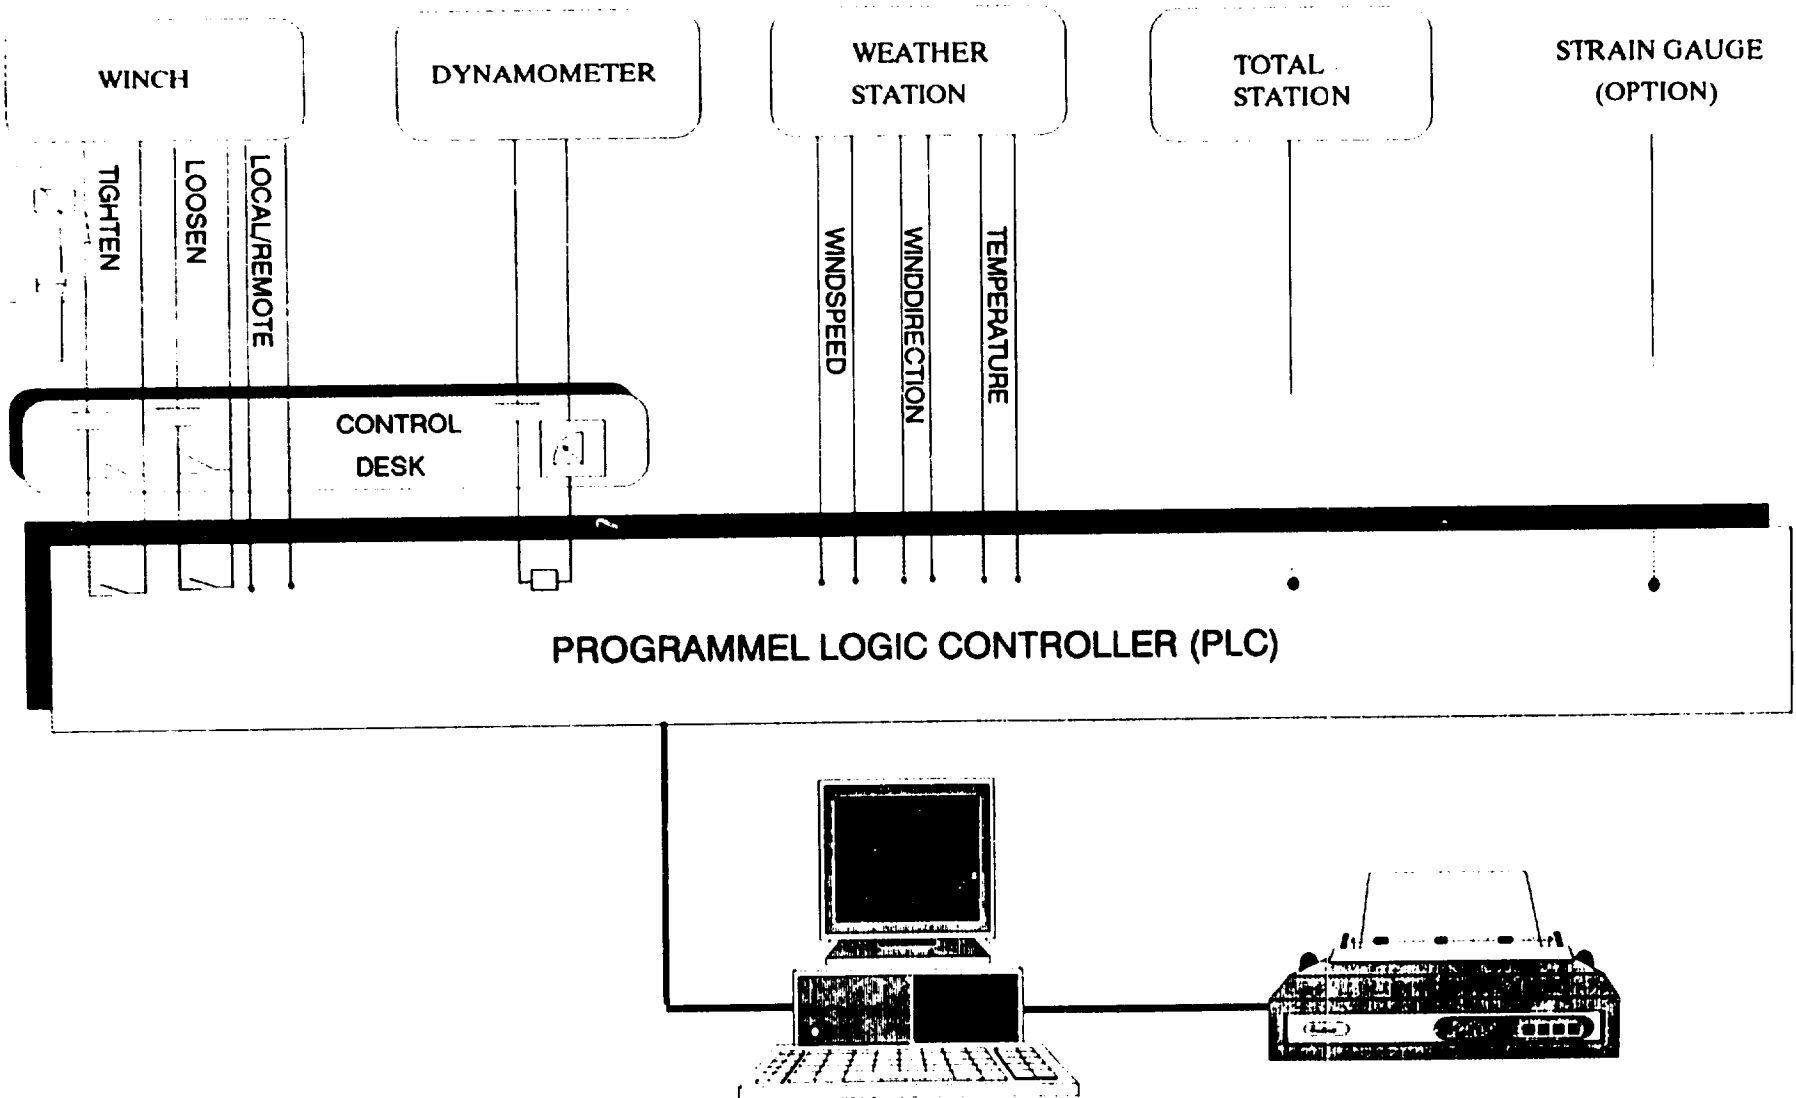 WINCH
DYNAMOMETER
WEATHER
STATION
TOTAL
STATION
STRAIN GAUGE
(OPTION)
TIGHTEN
LOOSEN
LOCAL/REMOTE
WINDSPEED
WINDDIRECTION
TEMPERATURE
CONTROL
DESK
PROGRAMMEL LOGIC CONTROLLER (PLC)